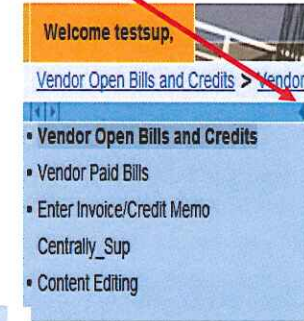 Welcome testsup,
Vendor Open Bills and Credits > Vendor
Vendor Open Bills and Credits
Vendor Paid Bills
Enter Invoice/Credit Memo
Centrally_Sup
Content Editing